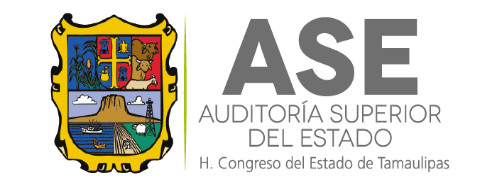 ASE
AUDITORÍA SUPERIOR
DEL ESTADO
H. Congreso del Estado de Tamaulipas